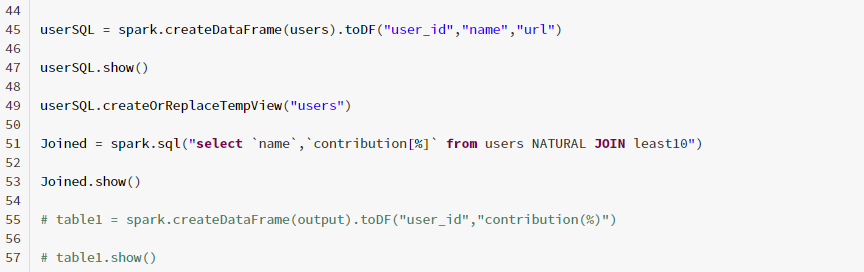 44
45 userSQL = spark.createDataFrame(users).toDF("user_id","name","url")
46
47 userSQL.show()
48
49 userSQL.createOrReplaceTempView("users")
50
51 Joined = spark.sql("select `name`,`contribution[%]` from users NATURAL JOIN least10")
52
53 Joined.show()
54
55 # table1 = spark.createDataFrame(output).toDF("user_id","contribution(%)")
56
57 # table1.show()